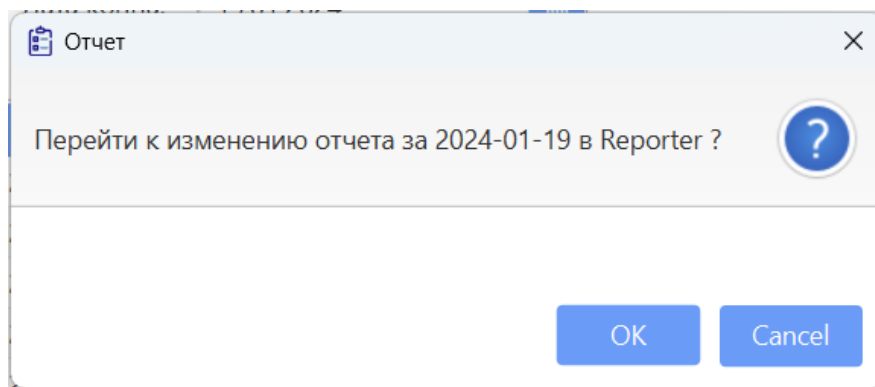 Отчет
Перейти к изменению отчета за 2024-01-19 в Reporter ?
OK
Cancel